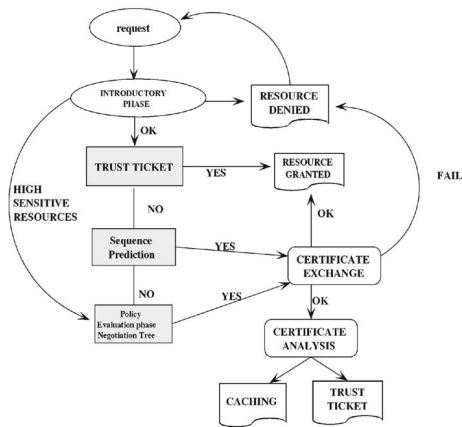 request
INTRODUCTORY
PHASE
RESOURCE
DENIED
OK
TRUST TICKET
YES
RESOURCE
GRANTED
FAIL
HIGH
SENSITIVE
RESOURCES
NO
OK
Sequence
Prediction
YES
CERTIFICATE
EXCHANGE
NO
YES
OK
Policy
Evaluation phase
Negotiation Tree
CERTIFICATE
ANALYSIS
CACHING
TRUST
TICKET